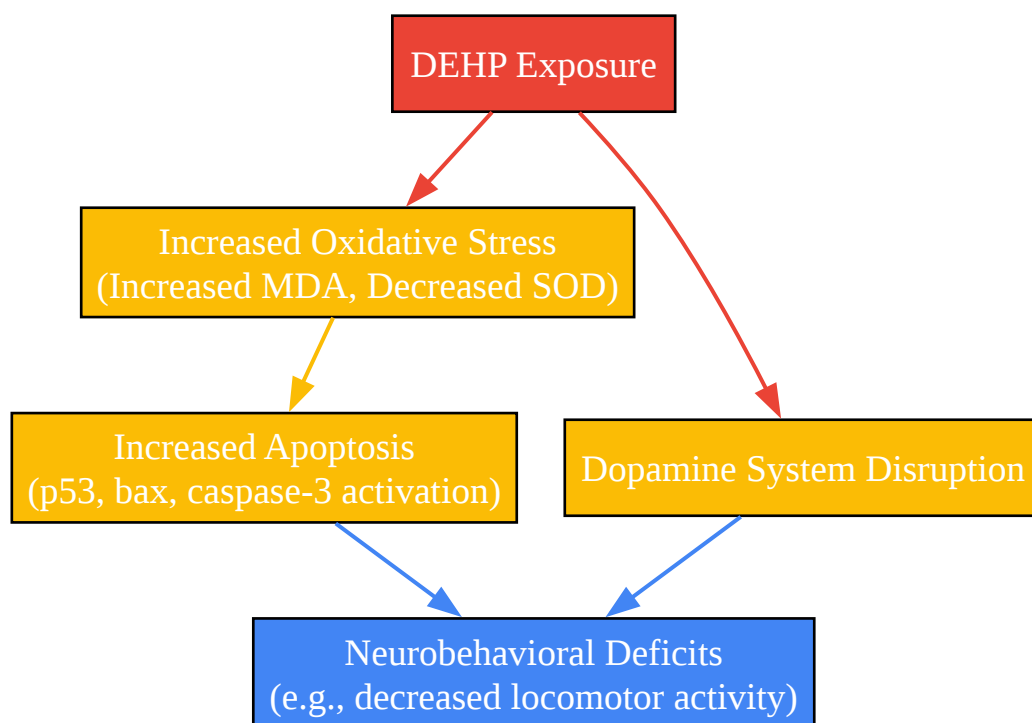 DEHP Exposure
Increased Oxidative Stress
(Increased MDA, Decreased SOD)
Increased Apoptosis
(p53, bax, caspase-3 activation)
Dopamine System Disruption
Neurobehavioral Deficits
(e.g., decreased locomotor activity)